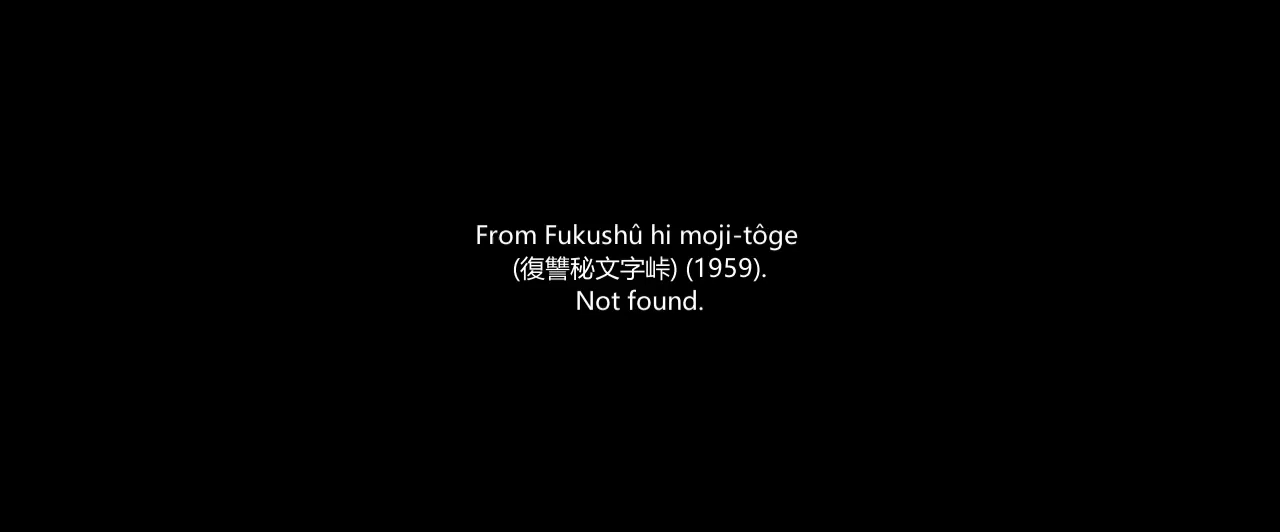 From Fukushû hi moji-tôge
(復讐秘文字峠) (1959).
Not found.